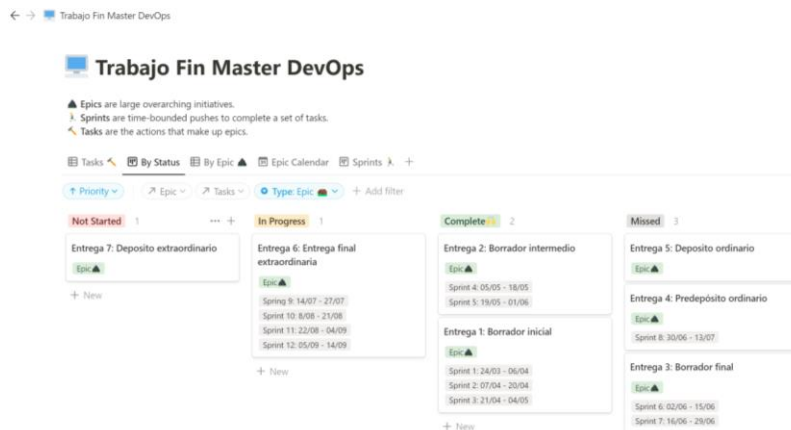 Trabajo Fin Master DevOps
Trabajo Fin Master DevOps
Epics are large overarching initiatives.
Sprints are time-bounded pushes to complete a set of tasks.
Tasks are the actions that make up epics.
Tasks By Status By Epic Epic Calendar Sprints +
↑ Priority ↗ Epic ↗ Tasks Type: Epic + Add filter
Not Started 1 ... +
Entrega 7: Deposito extraordinario
Epic
+ New
In Progress 1
Entrega 6: Entrega final
extraordinaria
Epic
Spring 9: 14/07 - 27/07
Sprint 10: 8/08 - 21/08
Sprint 11: 22/08 - 04/09
Sprint 12: 05/09 - 14/09
+ New
Complete 2
Entrega 2: Borrador intermedio
Epic
Sprint 4: 05/05 - 18/05
Sprint 5: 19/05 - 01/06
Entrega 1: Borrador inicial
Epic
Sprint 1: 24/03 - 06/04
Sprint 2: 07/04 - 20/04
Sprint 3: 21/04 - 04/05
+ New
Missed 3
Entrega 5: Deposito ordinario
Epic
Entrega 4: Predepósito ordinario
Epic
Sprint 8: 30/06 - 13/07
Entrega 3: Borrador final
Epic
Sprint 6: 02/06 - 15/06
Sprint 7: 16/06 - 29/06